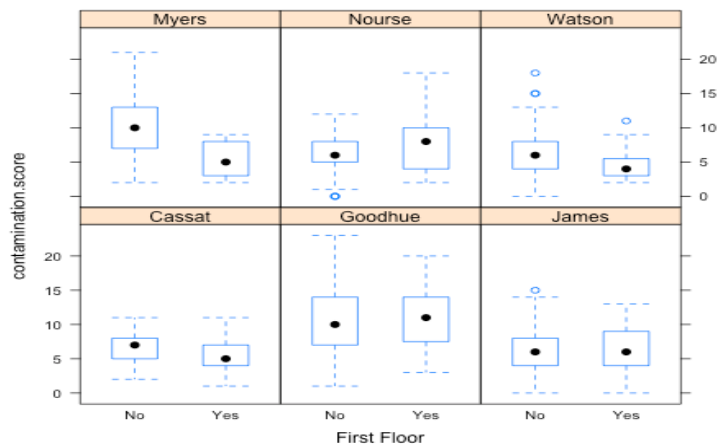 Myers Nourse Watson
20
15
10
5
0
contamination.score
Cassat Goodhue James
20
15
10
5
0
No Yes No Yes No Yes
First Floor